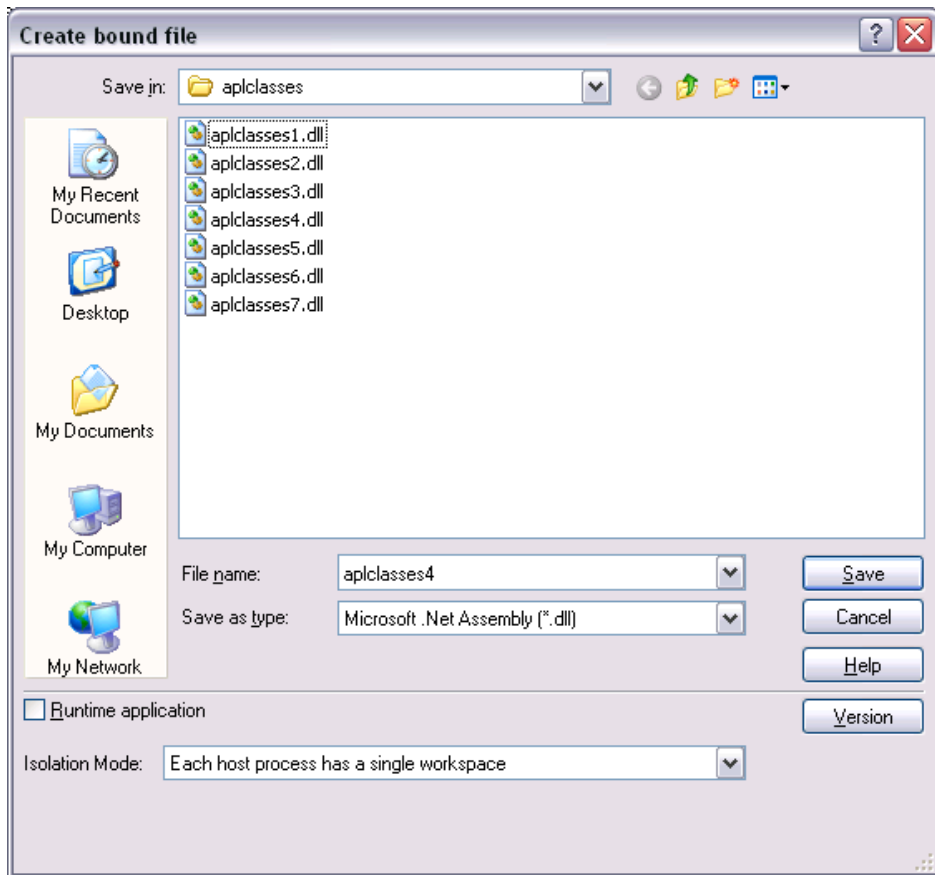 Create bound file
?
Save in:
aplclasses
My Recent
Documents
Desktop
My Documents
My Computer
My Network
aplclasses1.dll
aplclasses2.dll
aplclasses3.dll
aplclasses4.dll
aplclasses5.dll
aplclasses6.dll
aplclasses7.dll
File name:
aplclasses4
Save
Save as type:
Microsoft .Net Assembly (*.dll)
Cancel
Help
Runtime application
Version
Isolation Mode:
Each host process has a single workspace